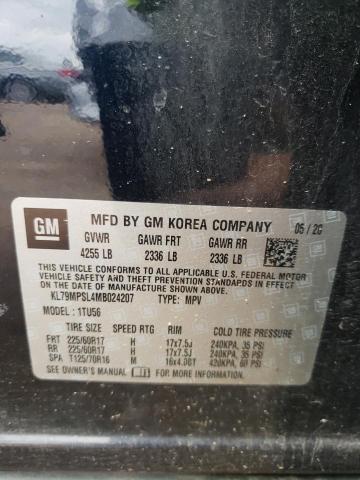 GM
MFD BY GM KOREA COMPANY 05 / 20
GVWR GAWR FRT GAWR RR
4255 LB 2336 LB 2336 LB
THIS VEHICLE CONFORMS TO ALL APPLICABLE U.S. FEDERAL MOTOR
VEHICLE SAFETY AND THEFT PREVENTION STANDARDS IN
EFFECT ON THE DATE OF MANUFACTURE SHOWN ABOVE.
KL79MPSL4MB024207 TYPE: MPV
MODEL: 1TU56
TIRE SIZE SPEED RTG RIM COLD TIRE PRESSURE
FRT 225/60R17 H 17x7.5J 240KPA, 35 PSI
RR 225/60R17 H 17x7.5J 240KPA, 35 PSI
SPA T125/70R16 M 16x4.00T 420KPA, 60 PSI
SEE OWNER'S MANUAL FOR ADDITIONAL INFORMATION.